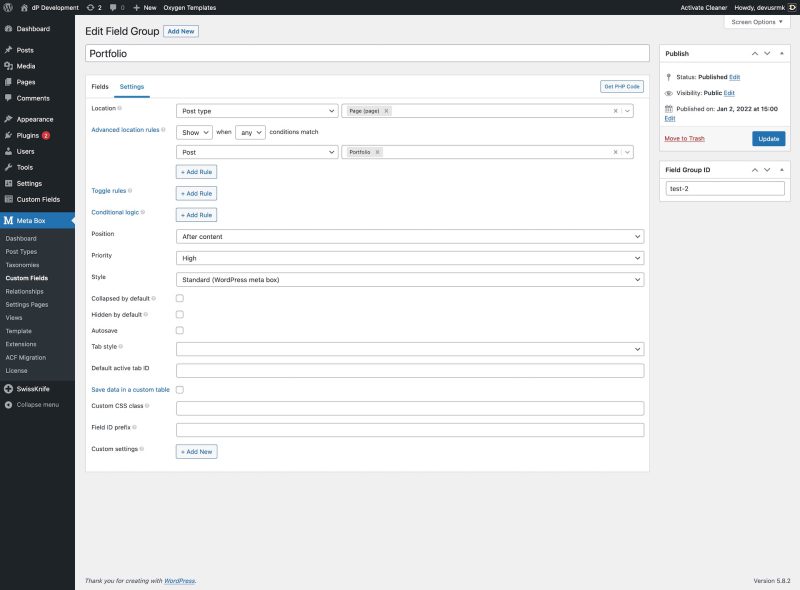 dP Development 2 0 New Oxygen Templates Activate Cleaner Howdy, devusrmk
Screen Options
Dashboard
Posts
Media
Pages
Comments
Appearance
Plugins 2
Users
Tools
Settings
Custom Fields
Meta Box
Dashboard
Post Types
Taxonomies
Custom Fields
Relationships
Settings Pages
Views
Template
Extensions
ACF Migration
License
SwissKnife
Collapse menu
Edit Field Group Add New
Portfolio
Fields Settings Get PHP Code
Location Post type Page (page) ×
Advanced location rules Show when any conditions match
Post Portfolio ×
+ Add Rule
Toggle rules + Add Rule
Conditional logic + Add Rule
Position After content
Priority High
Style Standard (WordPress meta box)
Collapsed by default
Hidden by default
Autosave
Tab style
Default active tab ID
Save data in a custom table
Custom CSS class
Field ID prefix
Custom settings + Add New
Publish
Status: Published Edit
Visibility: Public Edit
Published on: Jan 2, 2022 at 15:00
Edit
Move to Trash Update
Field Group ID
test-2
Thank you for creating with WordPress. Version 5.8.2